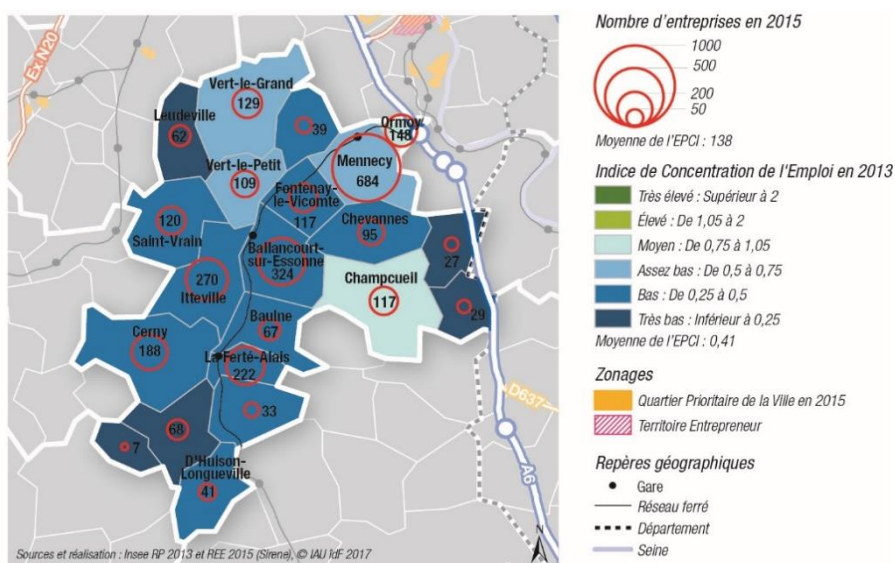 Ex N20
Vert-le-Grand
129
Leudeville
62
39
Ormoy
148
Mennecy
684
Vert-le-Petit
109
Fontenay-
le-Vicomte
117
120
Saint-Vrain
Chevannes
95
27
Ballancourt-
sur-Essonne
324
270
Itteville
Champcueil
117
29
Baulne
67
Cerny
188
La Ferté-Alais
222
33
68
7
D'Huison-
Longueville
41
D637
A6
N
Sources et réalisation : Insee RP 2013 et REE 2015 (Sirene), © IAU îdF 2017
Nombre d'entreprises en 2015
1000
500
200
50
Moyenne de l'EPCI : 138
Indice de Concentration de l'Emploi en 2013
Très élevé : Supérieur à 2
Élevé : De 1,05 à 2
Moyen : De 0,75 à 1,05
Assez bas : De 0,5 à 0,75
Bas : De 0,25 à 0,5
Très bas : Inférieur à 0,25
Moyenne de l'EPCI : 0,41
Zonages
Quartier Prioritaire de la Ville en 2015
Territoire Entrepreneur
Repères géographiques
Gare
Réseau ferré
Département
Seine